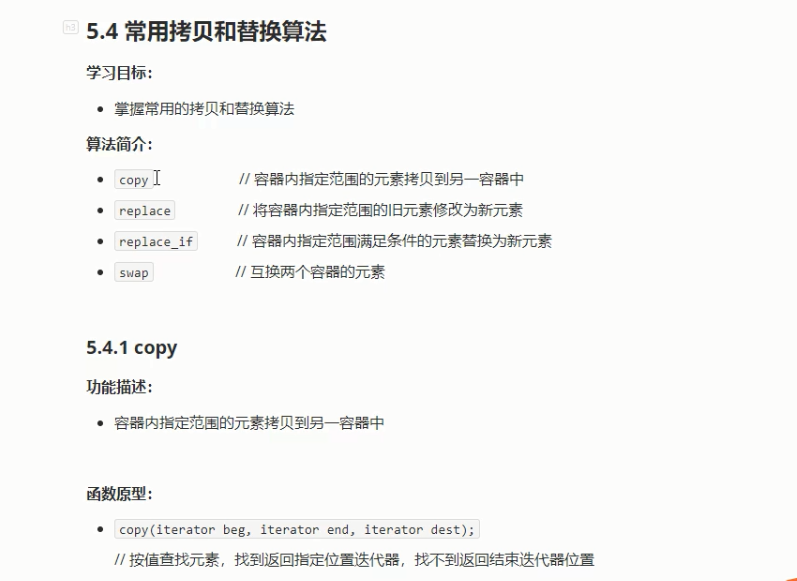 h3
5.4 常用拷贝和替换算法
学习目标：
掌握常用的拷贝和替换算法
算法简介：
copy // 容器内指定范围的元素拷贝到另一容器中
replace // 将容器内指定范围的旧元素修改为新元素
replace_if // 容器内指定范围满足条件的元素替换为新元素
swap // 互换两个容器的元素
5.4.1 copy
功能描述：
容器内指定范围的元素拷贝到另一容器中
函数原型：
copy(iterator beg, iterator end, iterator dest);
// 按值查找元素，找到返回指定位置迭代器，找不到返回结束迭代器位置